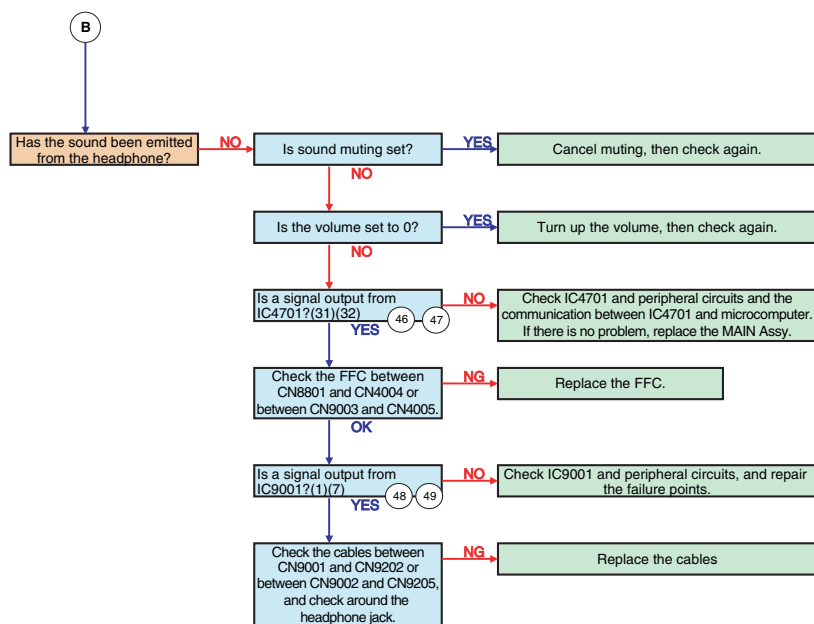 B
Has the sound been emitted
from the headphone?
NO
Is sound muting set?
YES
Cancel muting, then check again.
NO
Is the volume set to 0?
YES
Turn up the volume, then check again.
NO
Is a signal output from
IC4701?(31)(32)
46
47
NO
Check IC4701 and peripheral circuits and the
communication between IC4701 and microcomputer.
If there is no problem, replace the MAIN Assy.
YES
Check the FFC between
CN8801 and CN4004 or
between CN9003 and CN4005.
NG
Replace the FFC.
OK
Is a signal output from
IC9001?(1)(7)
48
49
NO
Check IC9001 and peripheral circuits, and repair
the failure points.
YES
Check the cables between
CN9001 and CN9202 or
between CN9002 and CN9205,
and check around the
headphone jack.
NG
Replace the cables